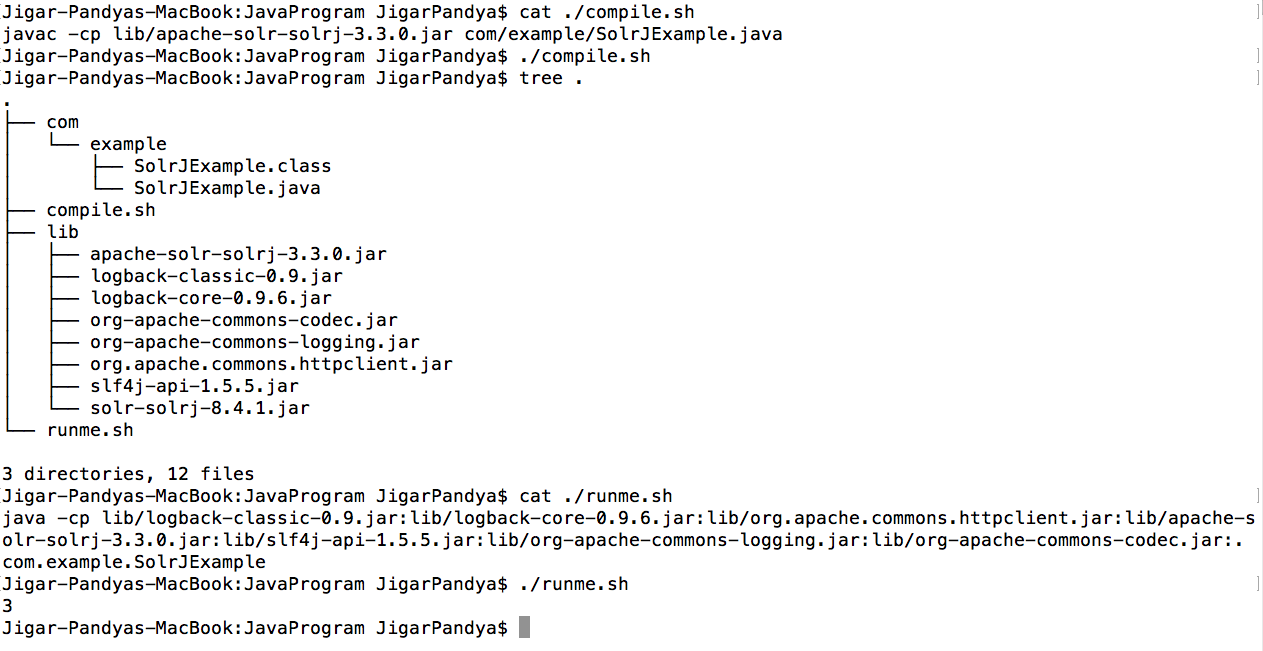 [Jigar-Pandyas-MacBook:JavaProgram JigarPandya$ cat ./compile.sh ]
javac -cp lib/apache-solr-solrj-3.3.0.jar com/example/SolrJExample.java
[Jigar-Pandyas-MacBook:JavaProgram JigarPandya$ ./compile.sh ]
[Jigar-Pandyas-MacBook:JavaProgram JigarPandya$ tree . ]
.
├── com
│   └── example
│       ├── SolrJExample.class
│       └── SolrJExample.java
├── compile.sh
├── lib
│   ├── apache-solr-solrj-3.3.0.jar
│   ├── logback-classic-0.9.jar
│   ├── logback-core-0.9.6.jar
│   ├── org-apache-commons-codec.jar
│   ├── org-apache-commons-logging.jar
│   ├── org.apache.commons.httpclient.jar
│   ├── slf4j-api-1.5.5.jar
│   └── solr-solrj-8.4.1.jar
└── runme.sh
3 directories, 12 files
[Jigar-Pandyas-MacBook:JavaProgram JigarPandya$ cat ./runme.sh ]
java -cp lib/logback-classic-0.9.jar:lib/logback-core-0.9.6.jar:lib/org.apache.commons.httpclient.jar:lib/apache-s
olr-solrj-3.3.0.jar:lib/slf4j-api-1.5.5.jar:lib/org-apache-commons-logging.jar:lib/org-apache-commons-codec.jar:.
com.example.SolrJExample
[Jigar-Pandyas-MacBook:JavaProgram JigarPandya$ ./runme.sh ]
3
Jigar-Pandyas-MacBook:JavaProgram JigarPandya$